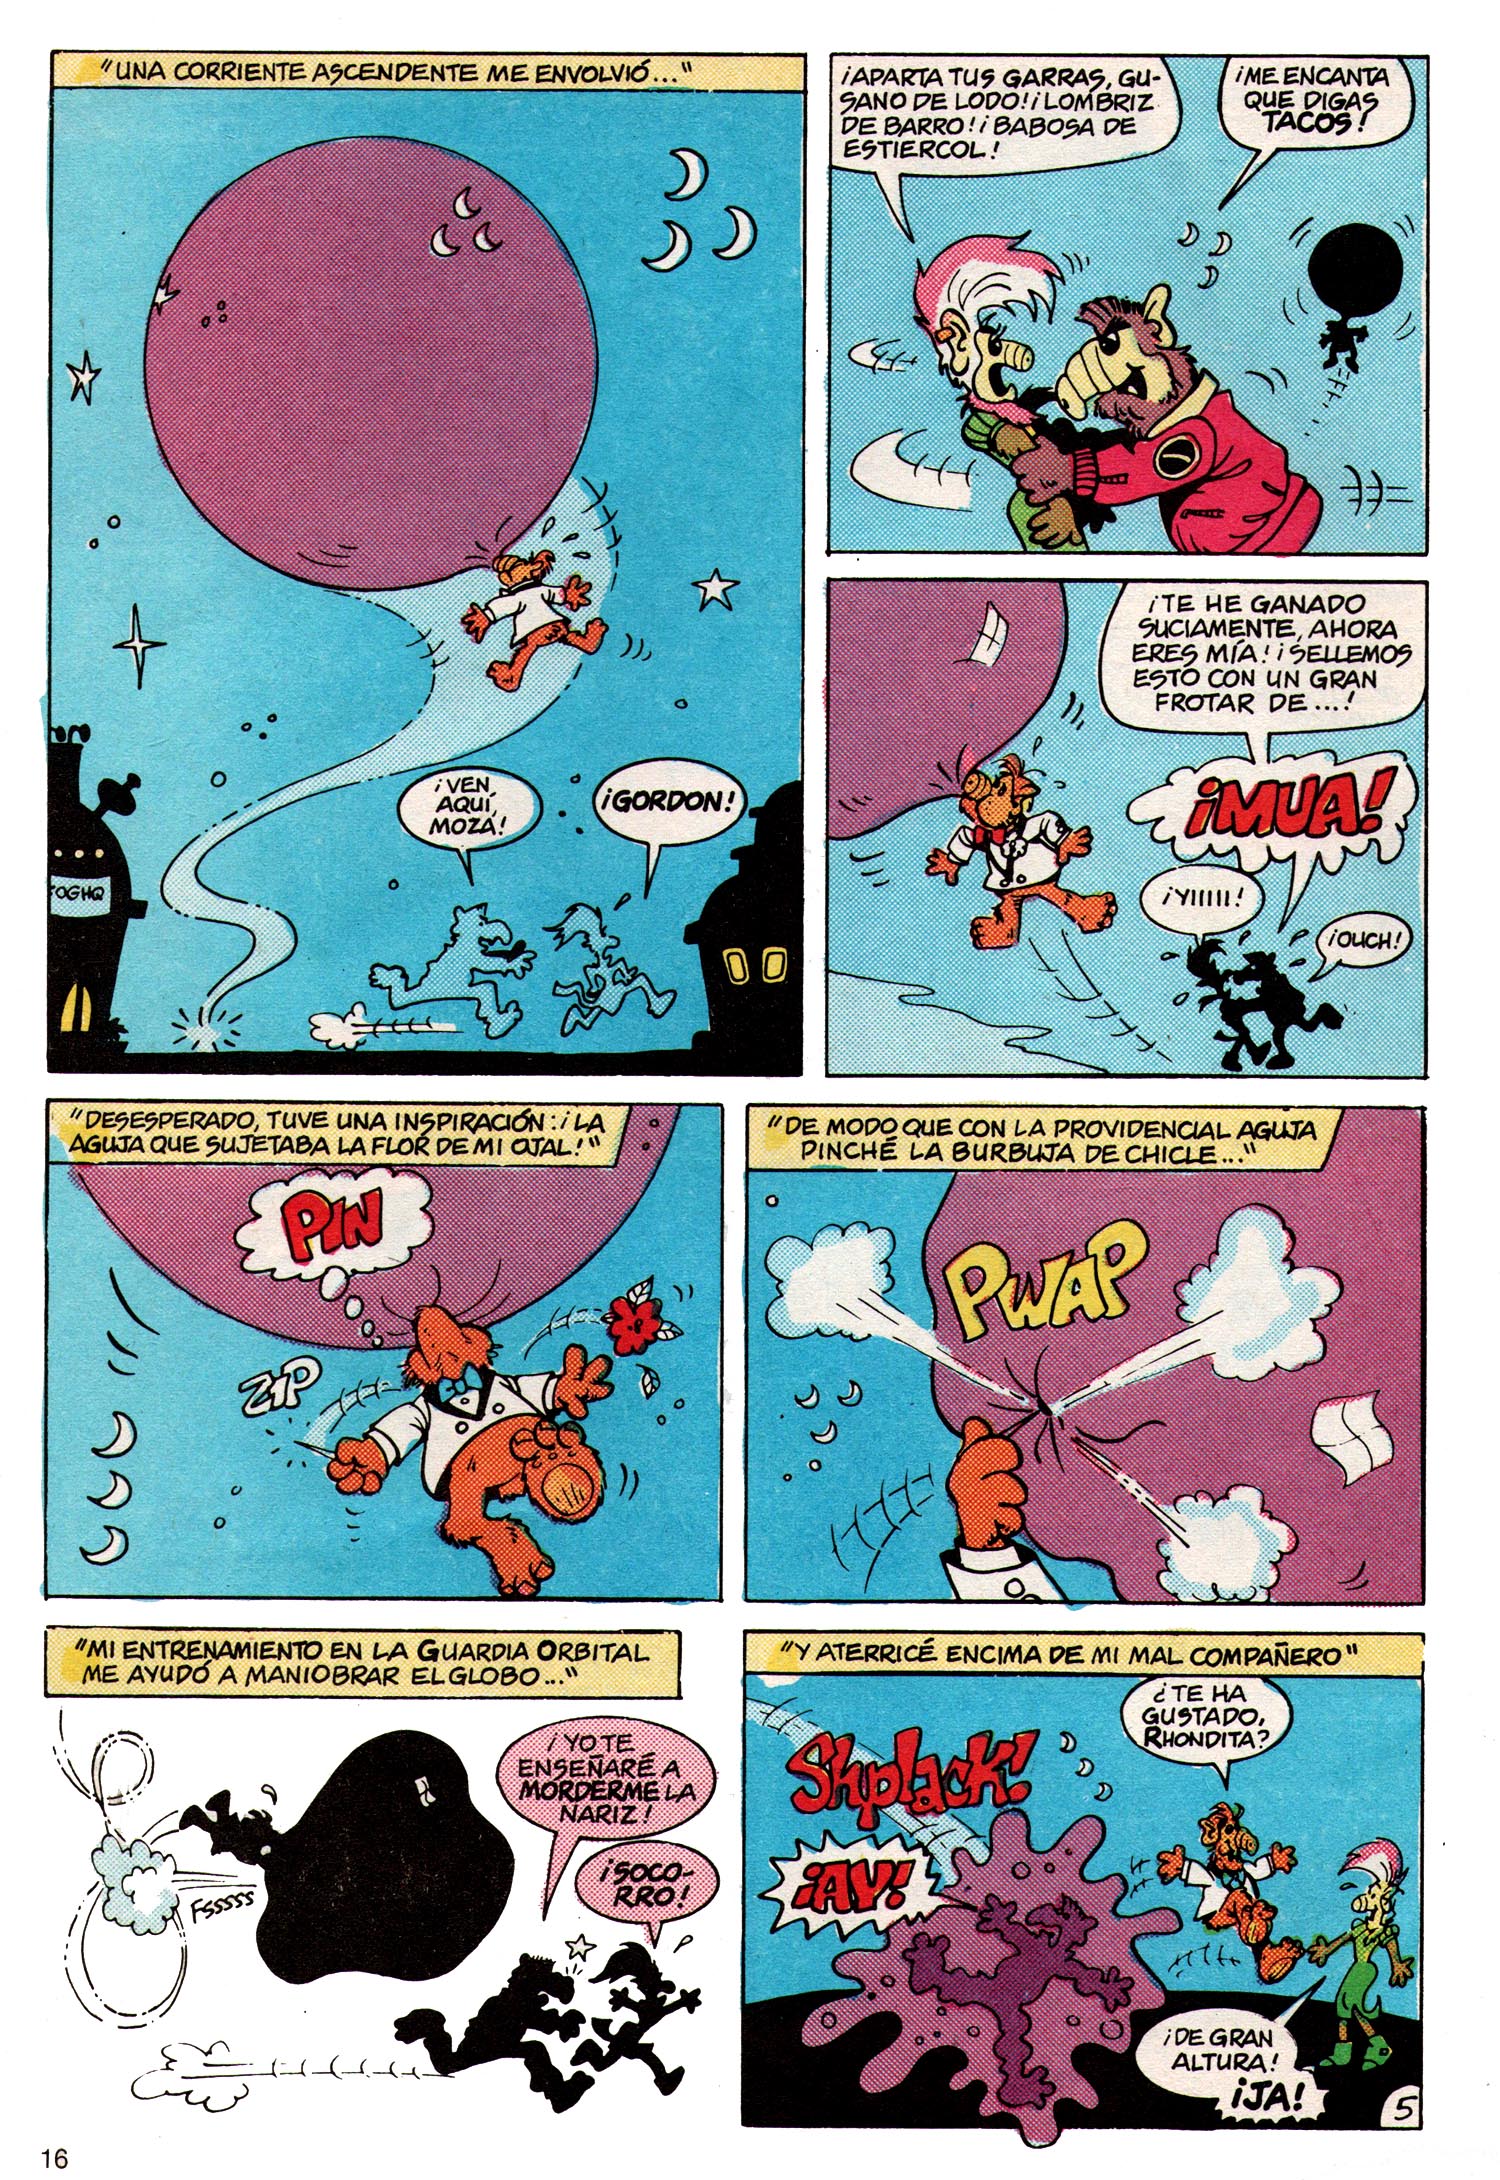 "UNA CORRIENTE ASCENDENTE ME ENVOLVIÓ..."
¡VEN
AQUÍ,
MOZA!
¡GORDON!
OGHQ
¡APARTA TUS GARRAS, GU-
SANO DE LODO! ¡LOMBRIZ
DE BARRO! ¡BABOSA DE
ESTIERCOL!
¡ME ENCANTA
QUE DIGAS
TACOS!
¡TE HE GANADO
SUCIAMENTE, AHORA
ERES MÍA! ¡SELLEMOS
ESTO CON UN GRAN
FROTAR DE...!
¡MUA!
¡YIIIII!
¡OUCH!
"DESESPERADO, TUVE UNA INSPIRACIÓN: ¡LA
AGUJA QUE SUJETABA LA FLOR DE MI OJAL!"
PIN
ZIP
"DE MODO QUE CON LA PROVIDENCIAL AGUJA
PINCHÉ LA BURBUJA DE CHICLE..."
PWAP
"MI ENTRENAMIENTO EN LA GUARDIA ORBITAL
ME AYUDÓ A MANIOBRAR EL GLOBO..."
FSSSSS
¡YO TE
ENSEÑARÉ A
MORDERME LA
NARIZ!
¡SOCO-
RRO!
"Y ATERRICÉ ENCIMA DE MI MAL COMPAÑERO"
Shplack!
¡AY!
¿TE HA
GUSTADO,
RHONDITA?
¡DE GRAN
ALTURA!
¡JA!
5
16